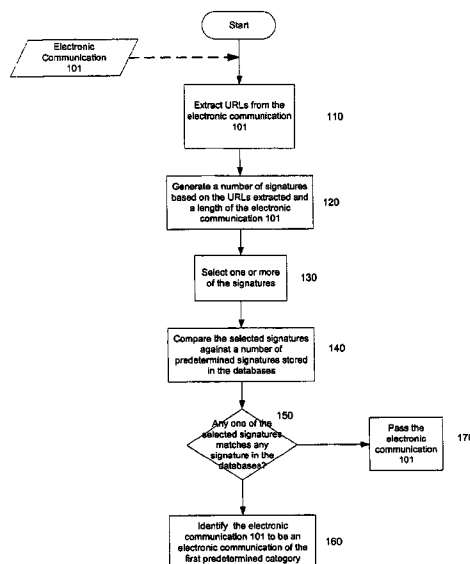 Start
Electronic
Communication
101
Extract URLs from the
electronic communication
101
110
Generate a number of signatures
based on the URLs extracted and
a length of the electronic
communication 101
120
Select one or more
of the signatures
130
Compare the selected signatures
against a number of
predetermined signatures stored
in the databases
140
150
Any one of the
selected signatures
matches any
signature in the
databases?
Pass the
electronic
communication
101
170
Identify the electronic
communication 101 to be an
electronic communication of the
first predetermined category
160